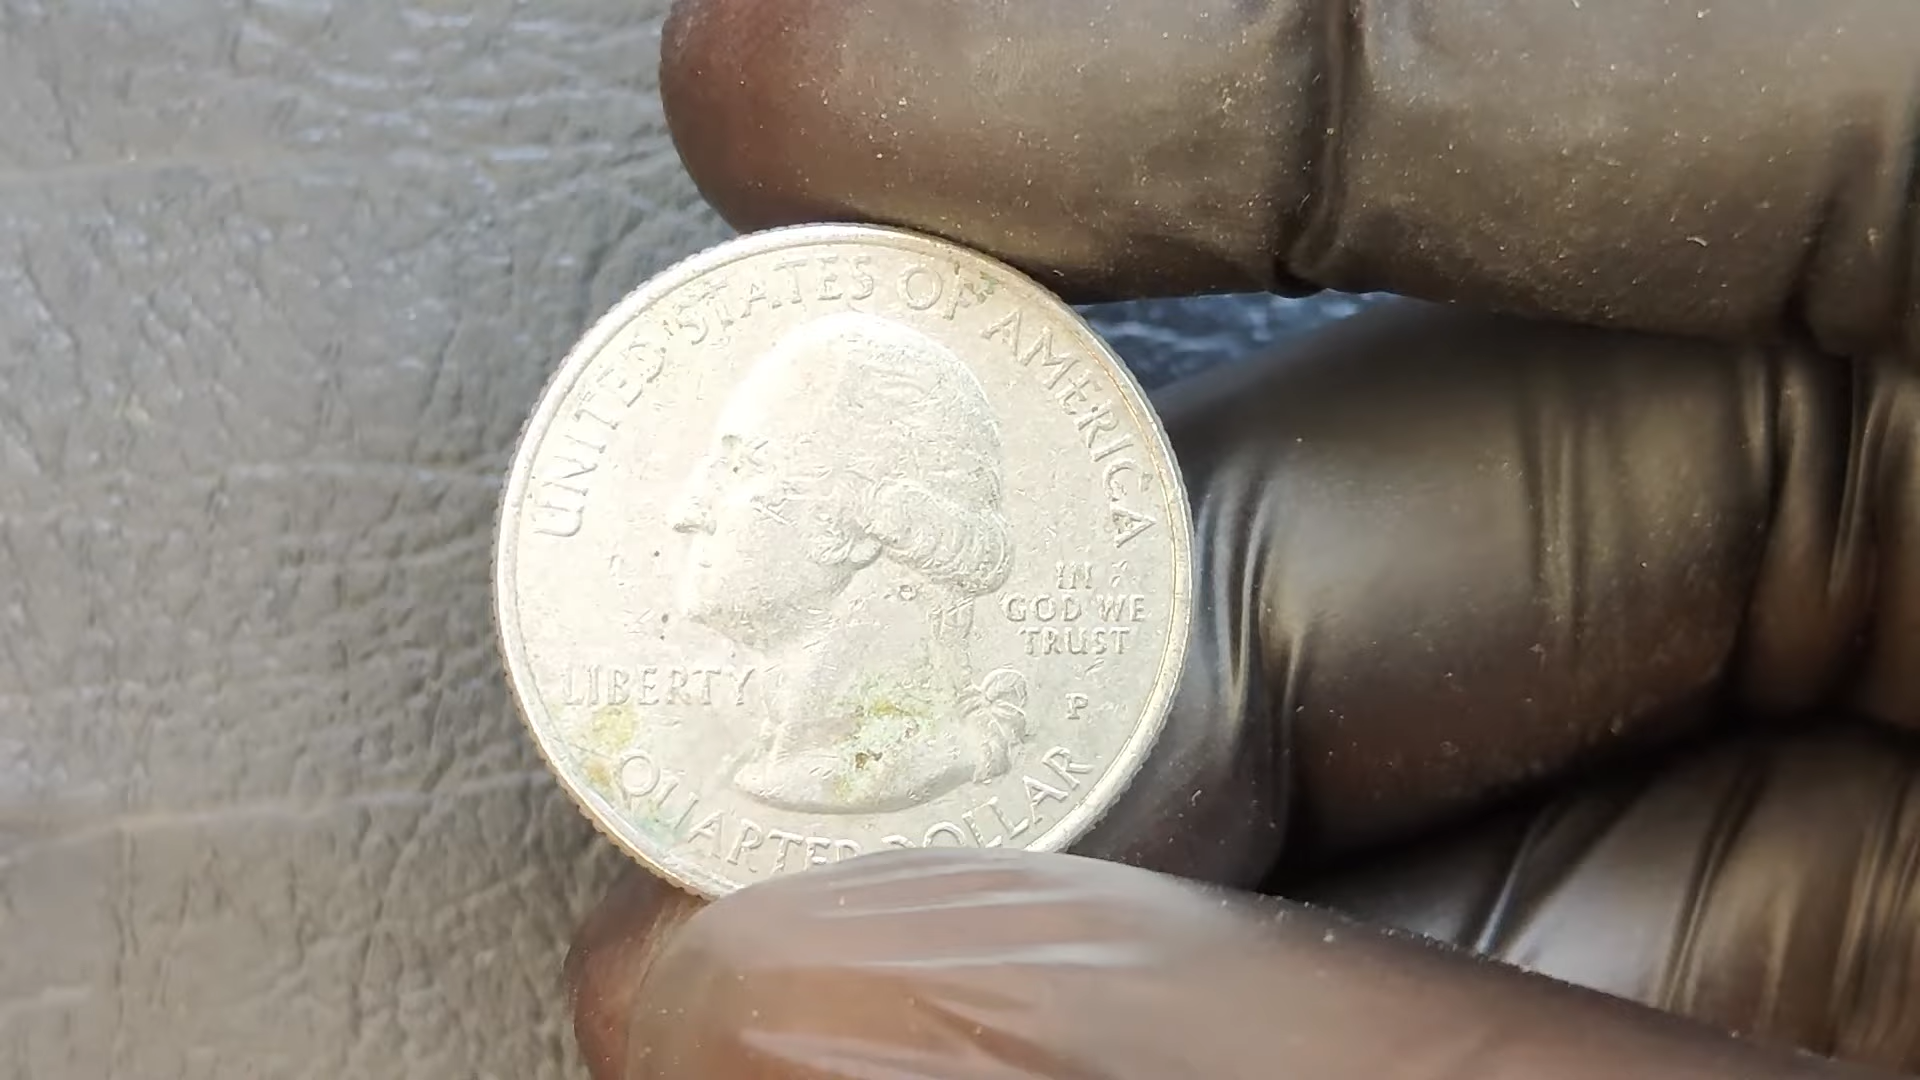 UNITED STATES OF AMERICA
IN
GOD WE
TRUST
LIBERTY
P
QUARTER DOLLAR